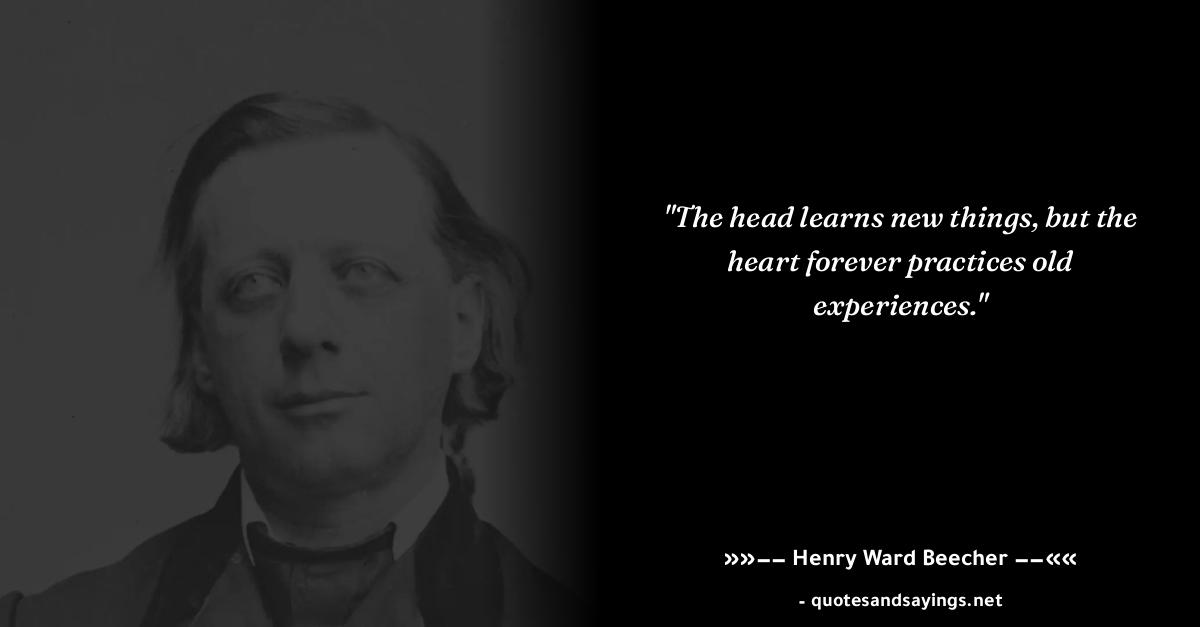 "The head learns new things, but the
heart forever practices old
experiences."
»»−− Henry Ward Beecher −−««
- quotesandsayings.net